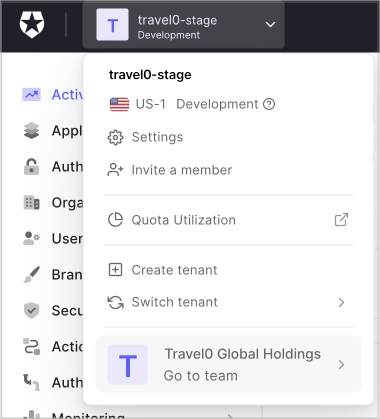 T
travel0-stage
Development
travel0-stage
US-1 Development
Settings
Invite a member
Quota Utilization
Create tenant
Switch tenant
T
Travel0 Global Holdings
Go to team
Activ
Appl
Auth
Orga
User
Bran
Secu
Actio
Auth
Monitoring